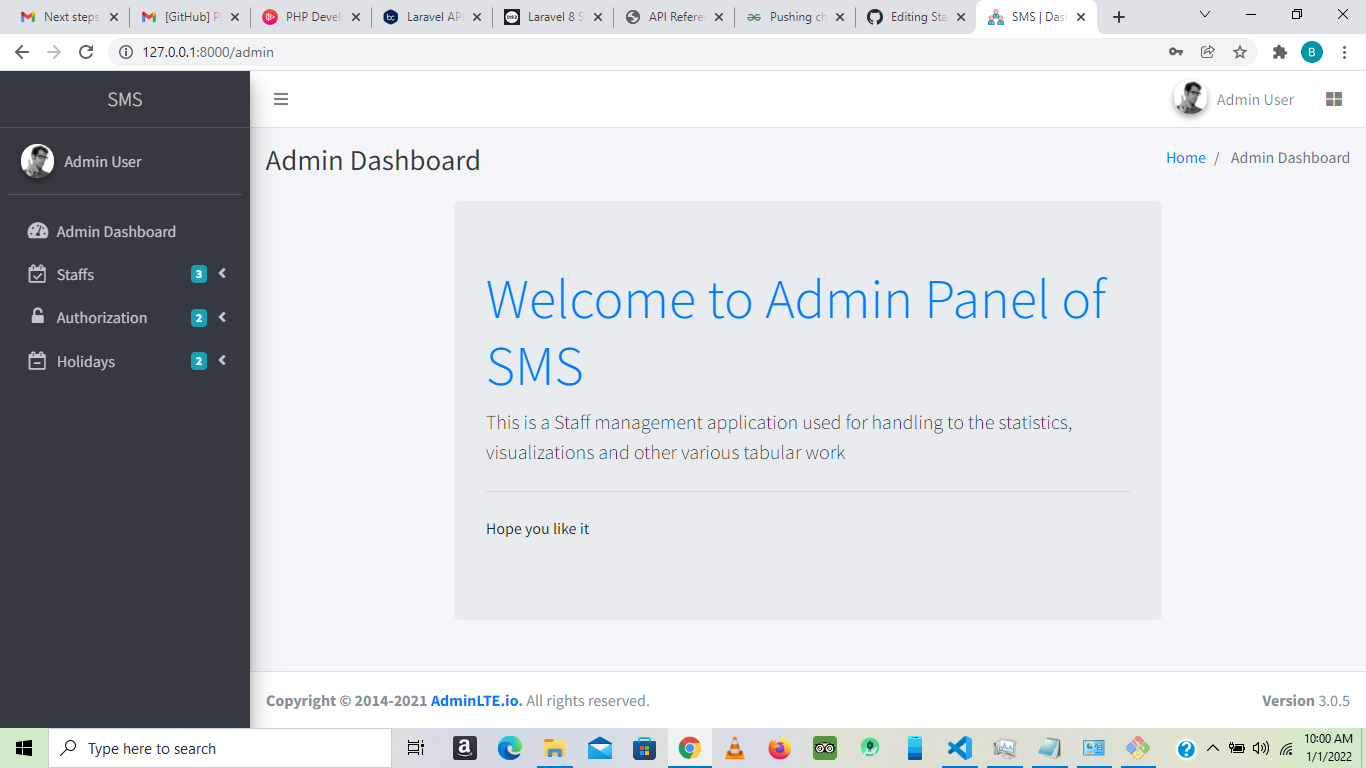 Next steps
[GitHub] Pl
PHP Develo
Laravel API
Laravel 8 S
API Refere
Pushing ch
Editing Sta
SMS | Dash
127.0.0.1:8000/admin
B
SMS
Admin User
Admin User
Admin Dashboard
Home / Admin Dashboard
Admin Dashboard
Staffs 3
Authorization 2
Holidays 2
Welcome to Admin Panel of
SMS
This is a Staff management application used for handling to the statistics,
visualizations and other various tabular work
Hope you like it
Copyright © 2014-2021 AdminLTE.io. All rights reserved.
Version 3.0.5
Type here to search
10:00 AM
1/1/2022